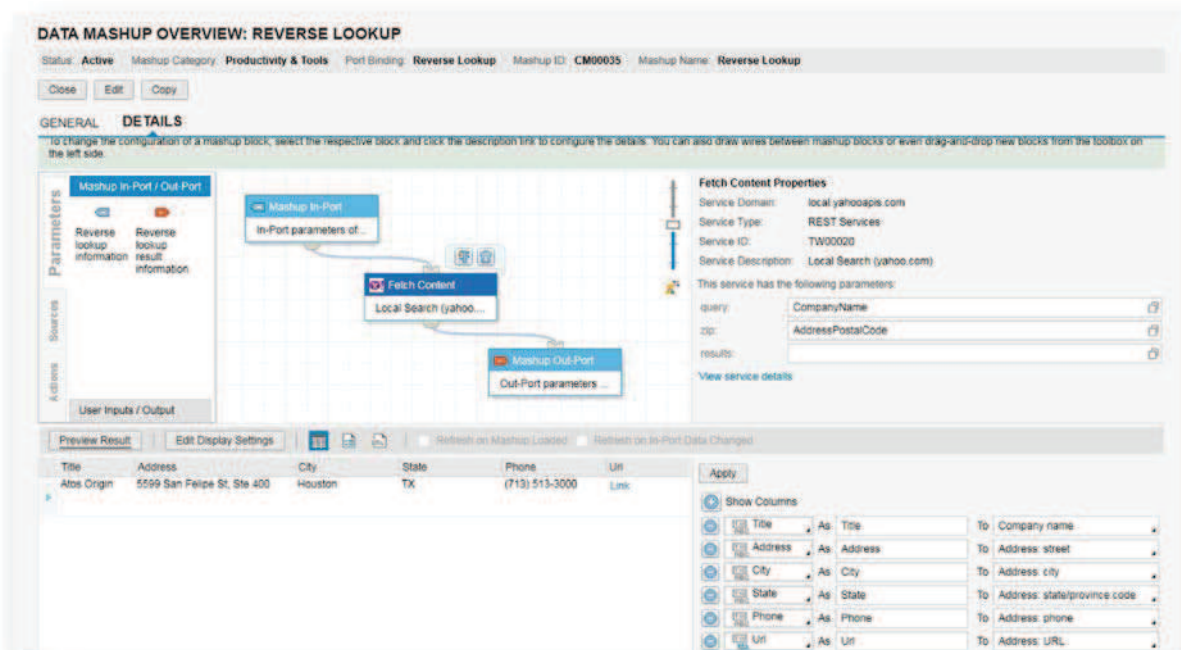 DATA MASHUP OVERVIEW: REVERSE LOOKUP
Status: Active Mashup Category: Productivity & Tools Port Binding: Reverse Lookup Mashup ID: CM00035 Mashup Name: Reverse Lookup
Close Edit Copy
GENERAL DETAILS
To change the configuration of a mashup block, select the respective block and click the description link to configure the details. You can also draw wires between mashup blocks or even drag-and-drop new blocks from the toolbox on
the left side.
Parameters
Sources
Actions
Mashup In-Port / Out-Port
Reverse lookup information
Reverse lookup result information
User Inputs / Output
Mashup In-Port
In-Port parameters of...
Fetch Content
Local Search (yahoo....
Mashup Out-Port
Out-Port parameters ...
Fetch Content Properties
Service Domain: local.yahooapis.com
Service Type: REST Services
Service ID: TW00020
Service Description: Local Search (yahoo.com)
This service has the following parameters:
query: CompanyName
zip: AddressPostalCode
results:
View service details
Preview Result Edit Display Settings Refresh on Mashup Loaded Refresh on In-Port Data Changed
Title Address City State Phone Url
Atos Origin 5599 San Felipe St, Ste 400 Houston TX (713) 513-3000 Link
Apply
Show Columns
Title As Title To Company name
Address As Address To Address: street
City As City To Address: city
State As State To Address: state/province code
Phone As Phone To Address: phone
Url As Url To Address: URL